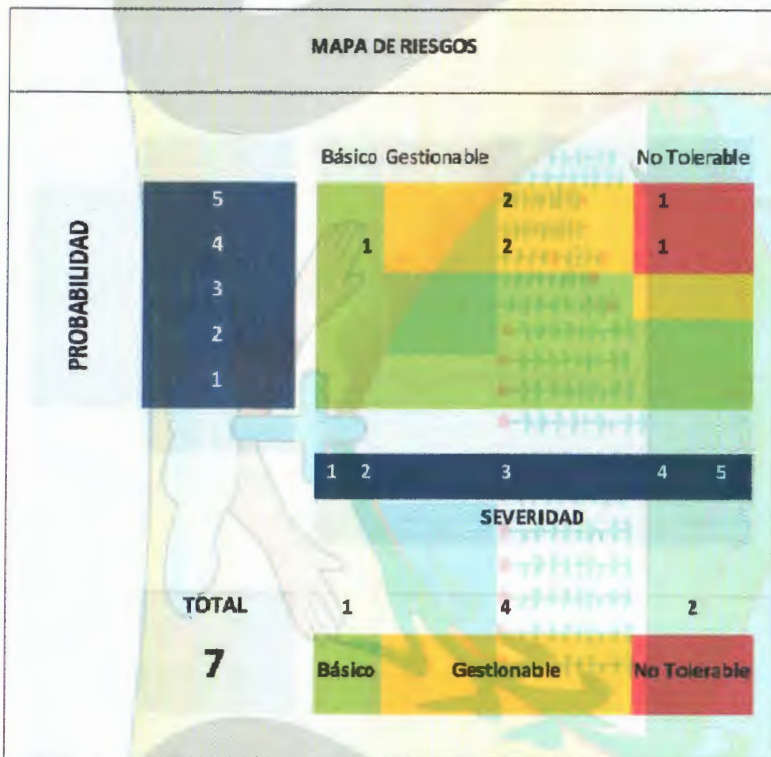 MAPA DE RIESGOS
Básico Gestionable No Tolerable
PROBABILIDAD
5 2 1
4 1 2 1
3
2
1
1 2 3 4 5
SEVERIDAD
TOTAL 1 4 2
7 Básico Gestionable No Tolerable